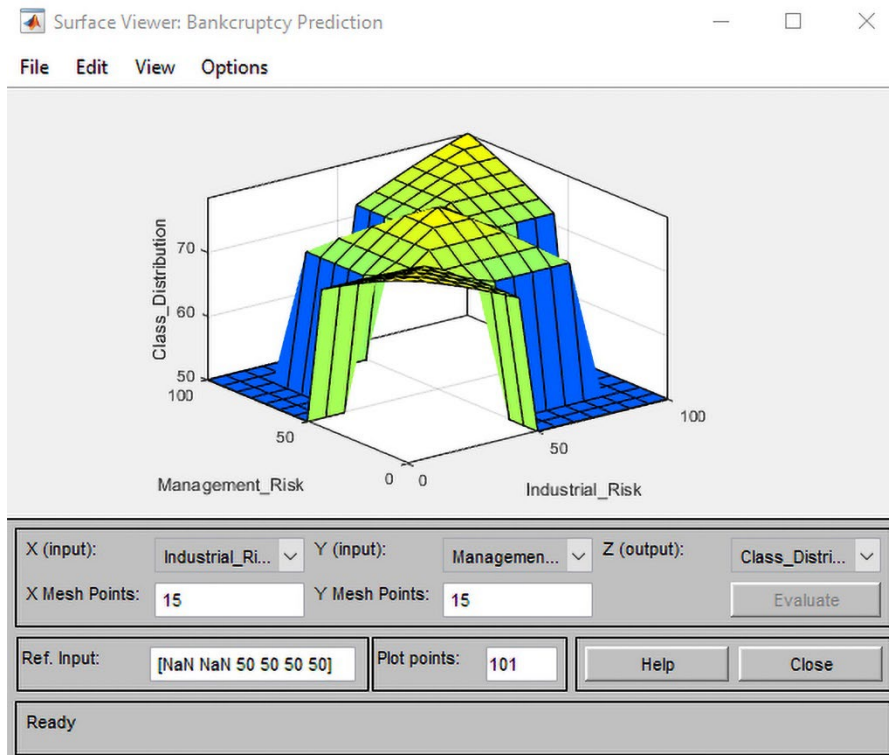 Surface Viewer: Bankcruptcy Prediction
File Edit View Options
Class_Distribution
70
60
50
100
50
0
0
50
100
Management_Risk
Industrial_Risk
X (input): Industrial_Ri... Y (input): Managemen... Z (output): Class_Distri...
X Mesh Points: 15 Y Mesh Points: 15 Evaluate
Ref. Input: [NaN NaN 50 50 50 50] Plot points: 101 Help Close
Ready